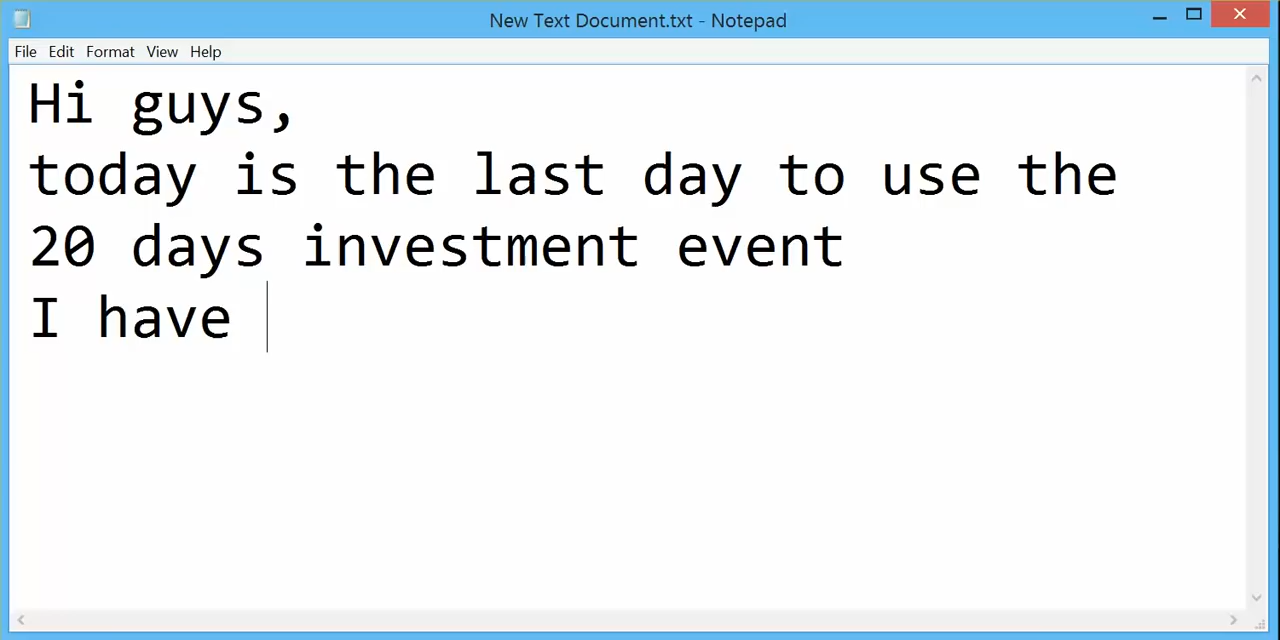 New Text Document.txt - Notepad
File Edit Format View Help
Hi guys,
today is the last day to use the
20 days investment event
I have